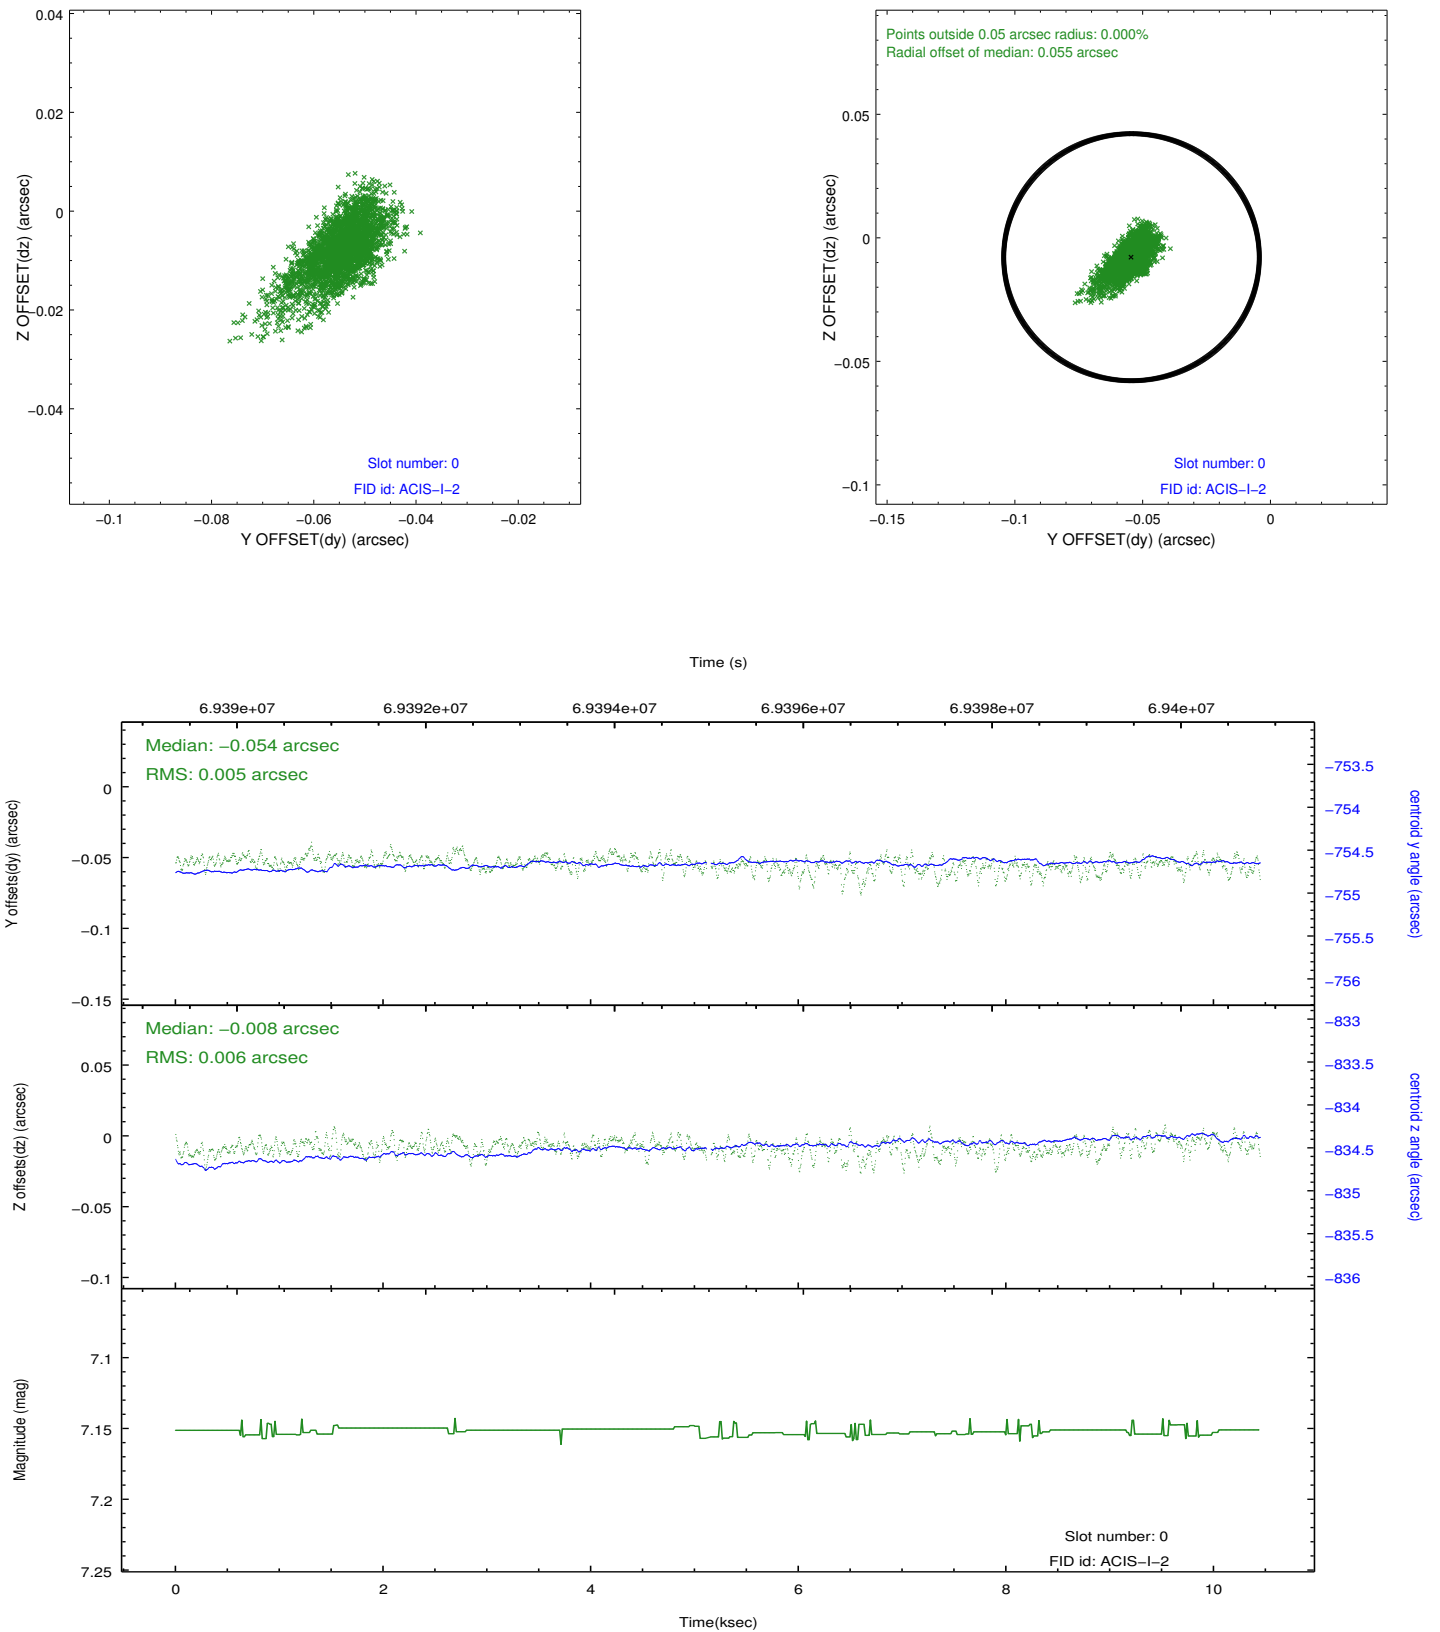 0.04
0.02
0
−0.02
−0.04
Z OFFSET(dz) (arcsec)
Slot number: 0
FID id: ACIS−I−2
−0.1
−0.08
−0.06
−0.04
−0.02
Y OFFSET(dy) (arcsec)
Points outside 0.05 arcsec radius: 0.000%
Radial offset of median: 0.055 arcsec
0.05
0
−0.05
−0.1
Z OFFSET(dz) (arcsec)
Slot number: 0
FID id: ACIS−I−2
−0.15
−0.1
−0.05
0
Y OFFSET(dy) (arcsec)
Time (s)
6.939e+07
6.9392e+07
6.9394e+07
6.9396e+07
6.9398e+07
6.94e+07
Median: −0.054 arcsec
RMS: 0.005 arcsec
0
−0.05
−0.1
−0.15
Y offsets(dy) (arcsec)
−753.5
−754
−754.5
−755
−755.5
−756
centroid y angle (arcsec)
Median: −0.008 arcsec
RMS: 0.006 arcsec
0.05
0
−0.05
−0.1
Z offsets(dz) (arcsec)
−833
−833.5
−834
−834.5
−835
−835.5
−836
centroid z angle (arcsec)
7.1
7.15
7.2
7.25
Magnitude (mag)
Slot number: 0
FID id: ACIS−I−2
0
2
4
6
8
10
Time(ksec)